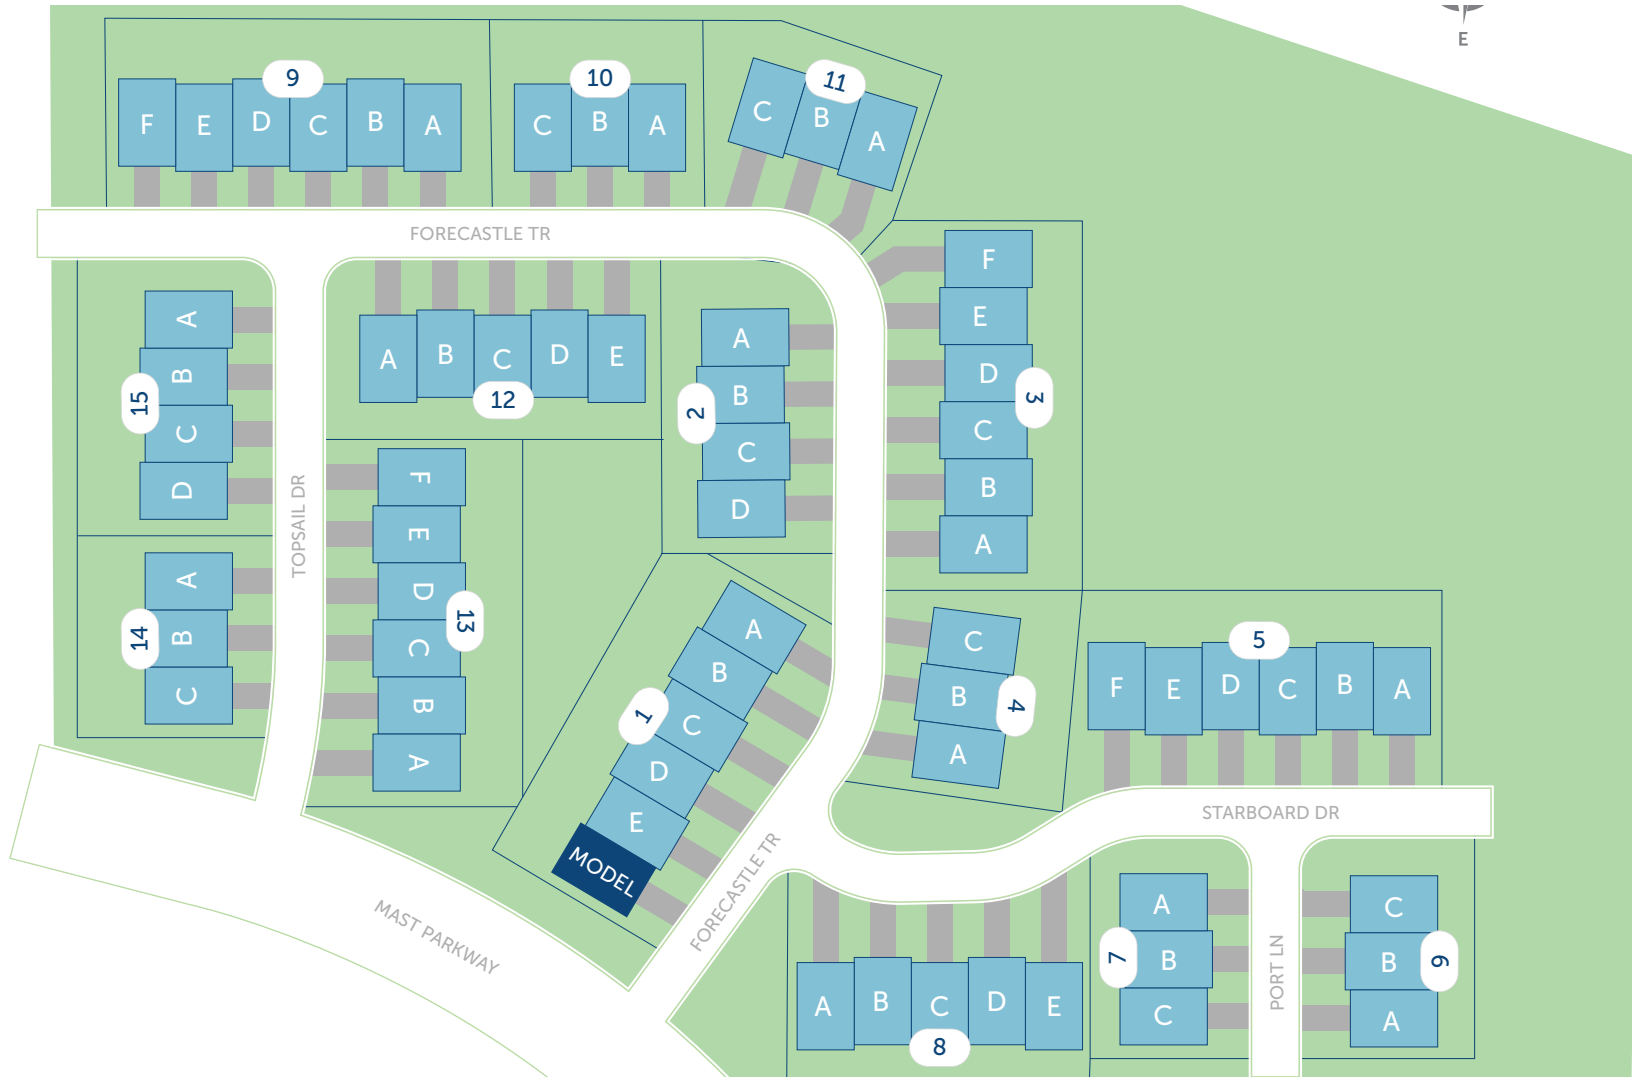 E
9
F E D C B A
10
C B A
11
C B A
FORECASTLE TR
F
E
D
C
B
A
3
A
B
C
D
15
A B C D E
12
A
B
C
D
2
TOPSAIL DR
F
E
D
C
B
A
13
A
B
C
14
A
B
C
D
E
MODEL
1
C
B
A
4
5
F E D C B A
STARBOARD DR
FORECASTLE TR
MAST PARKWAY
A B C D E
8
A
B
C
7
PORT LN
C
B
A
6